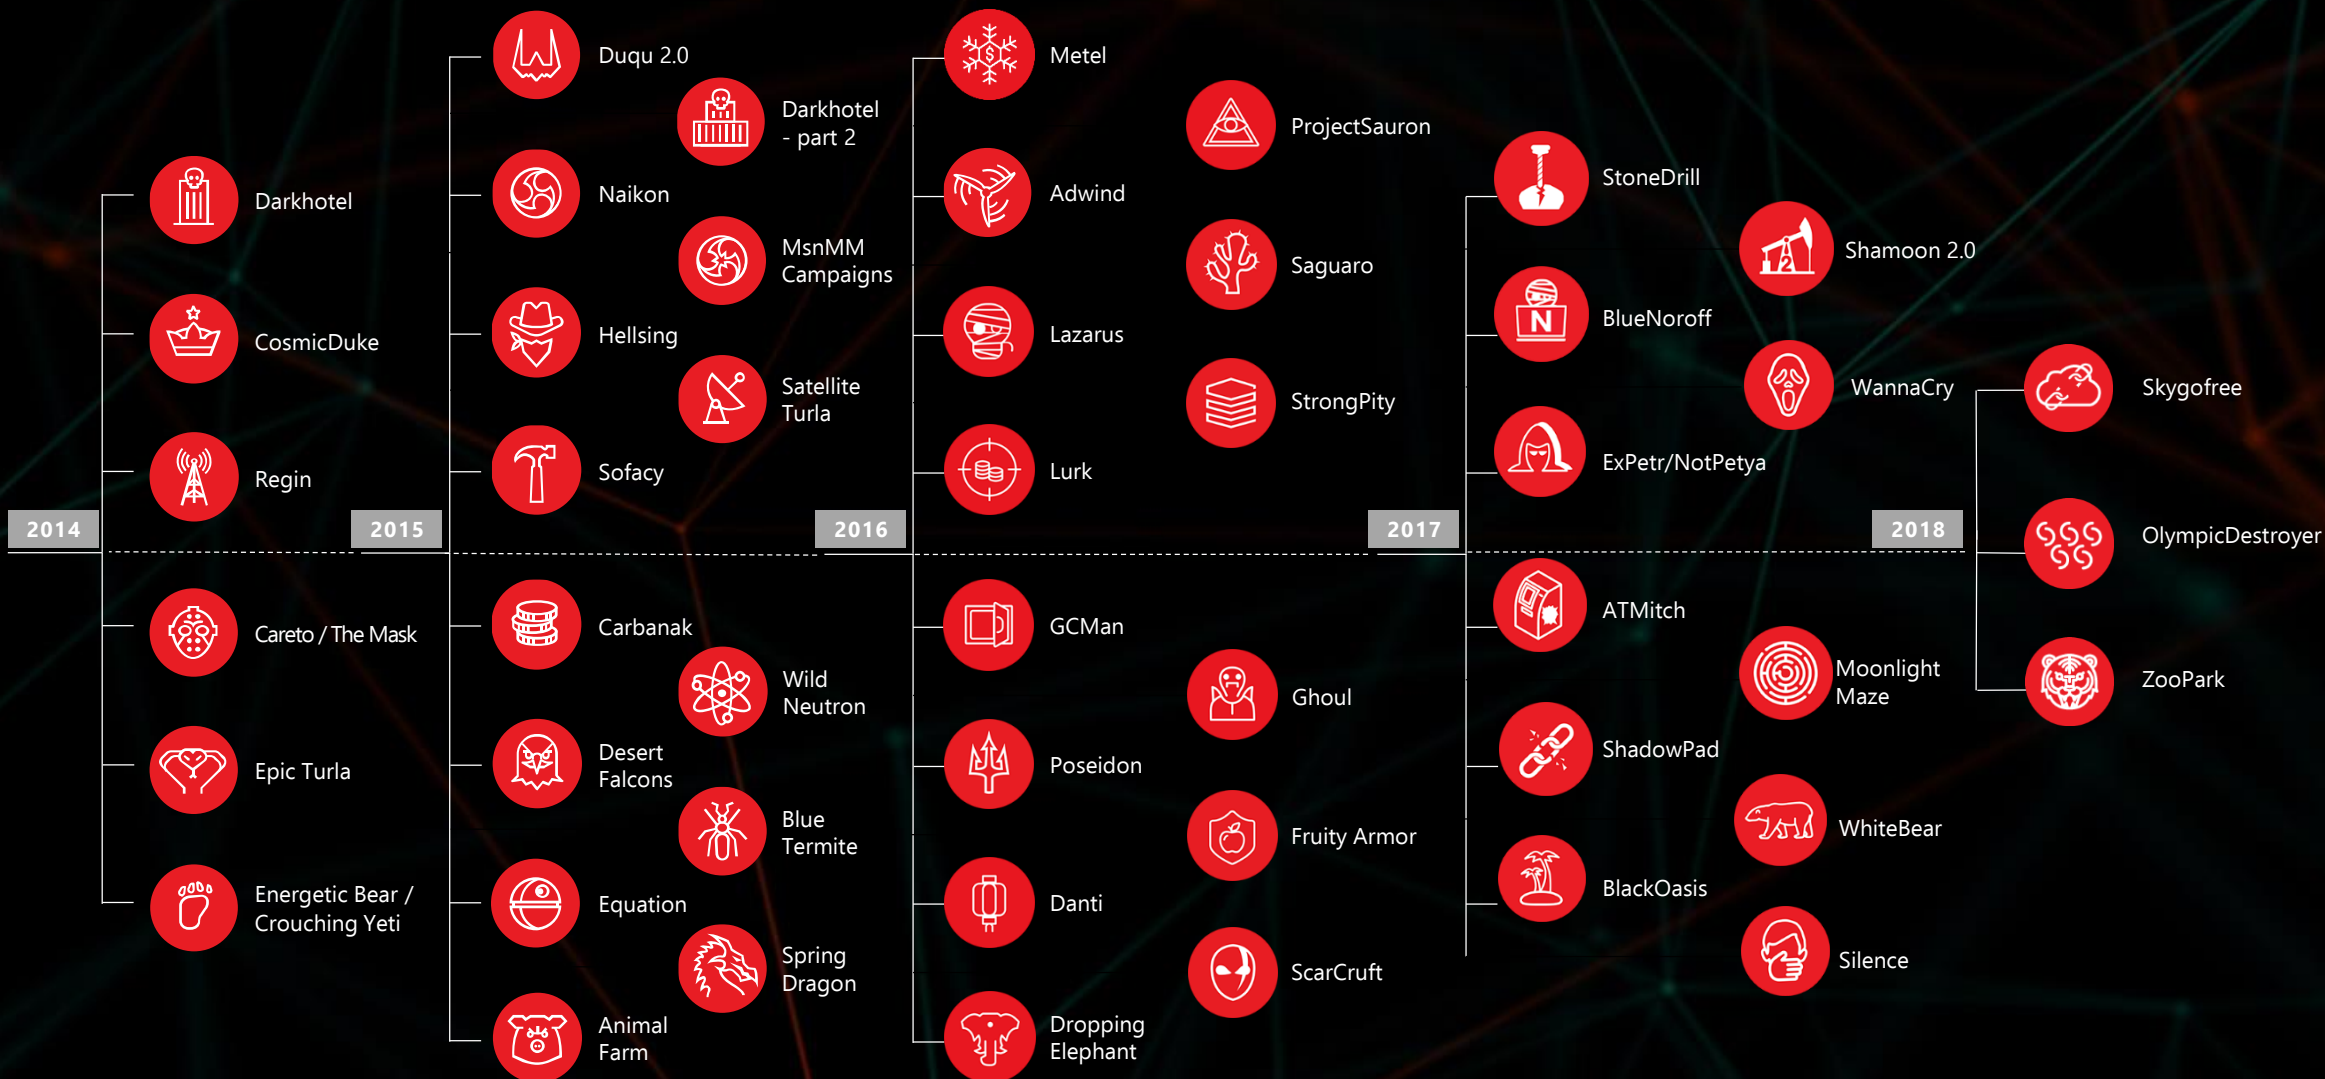 2014
Darkhotel
CosmicDuke
Regin
Careto / The Mask
Epic Turla
Energetic Bear /
Crouching Yeti
2015
Duqu 2.0
Darkhotel
- part 2
Naikon
MsnMM
Campaigns
Hellsing
Satellite
Turla
Sofacy
Carbanak
Wild
Neutron
Desert
Falcons
Blue
Termite
Equation
Spring
Dragon
Animal
Farm
2016
Metel
ProjectSauron
Adwind
Saguaro
Lazarus
StrongPity
Lurk
GCMan
Ghoul
Poseidon
Fruity Armor
Danti
ScarCruft
Dropping
Elephant
2017
StoneDrill
Shamoon 2.0
2
BlueNoroff
N
WannaCry
ExPetr/NotPetya
ATMitch
Moonlight
Maze
ShadowPad
WhiteBear
BlackOasis
Silence
2018
Skygofree
OlympicDestroyer
ZooPark